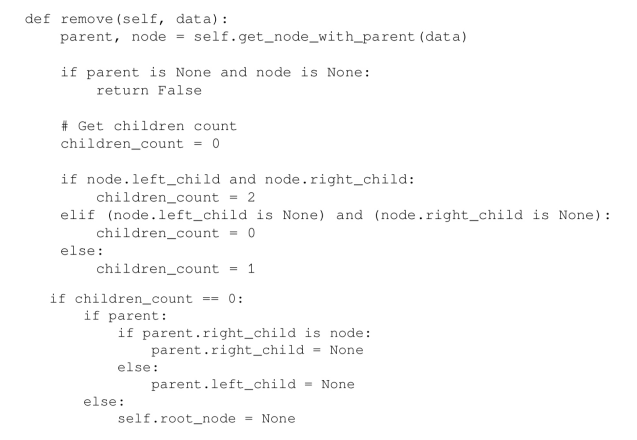 def remove(self, data):
    parent, node = self.get_node_with_parent(data)

    if parent is None and node is None:
        return False

    # Get children count
    children_count = 0

    if node.left_child and node.right_child:
        children_count = 2
    elif (node.left_child is None) and (node.right_child is None):
        children_count = 0
    else:
        children_count = 1

   if children_count == 0:
       if parent:
           if parent.right_child is node:
               parent.right_child = None
           else:
               parent.left_child = None
       else:
           self.root_node = None